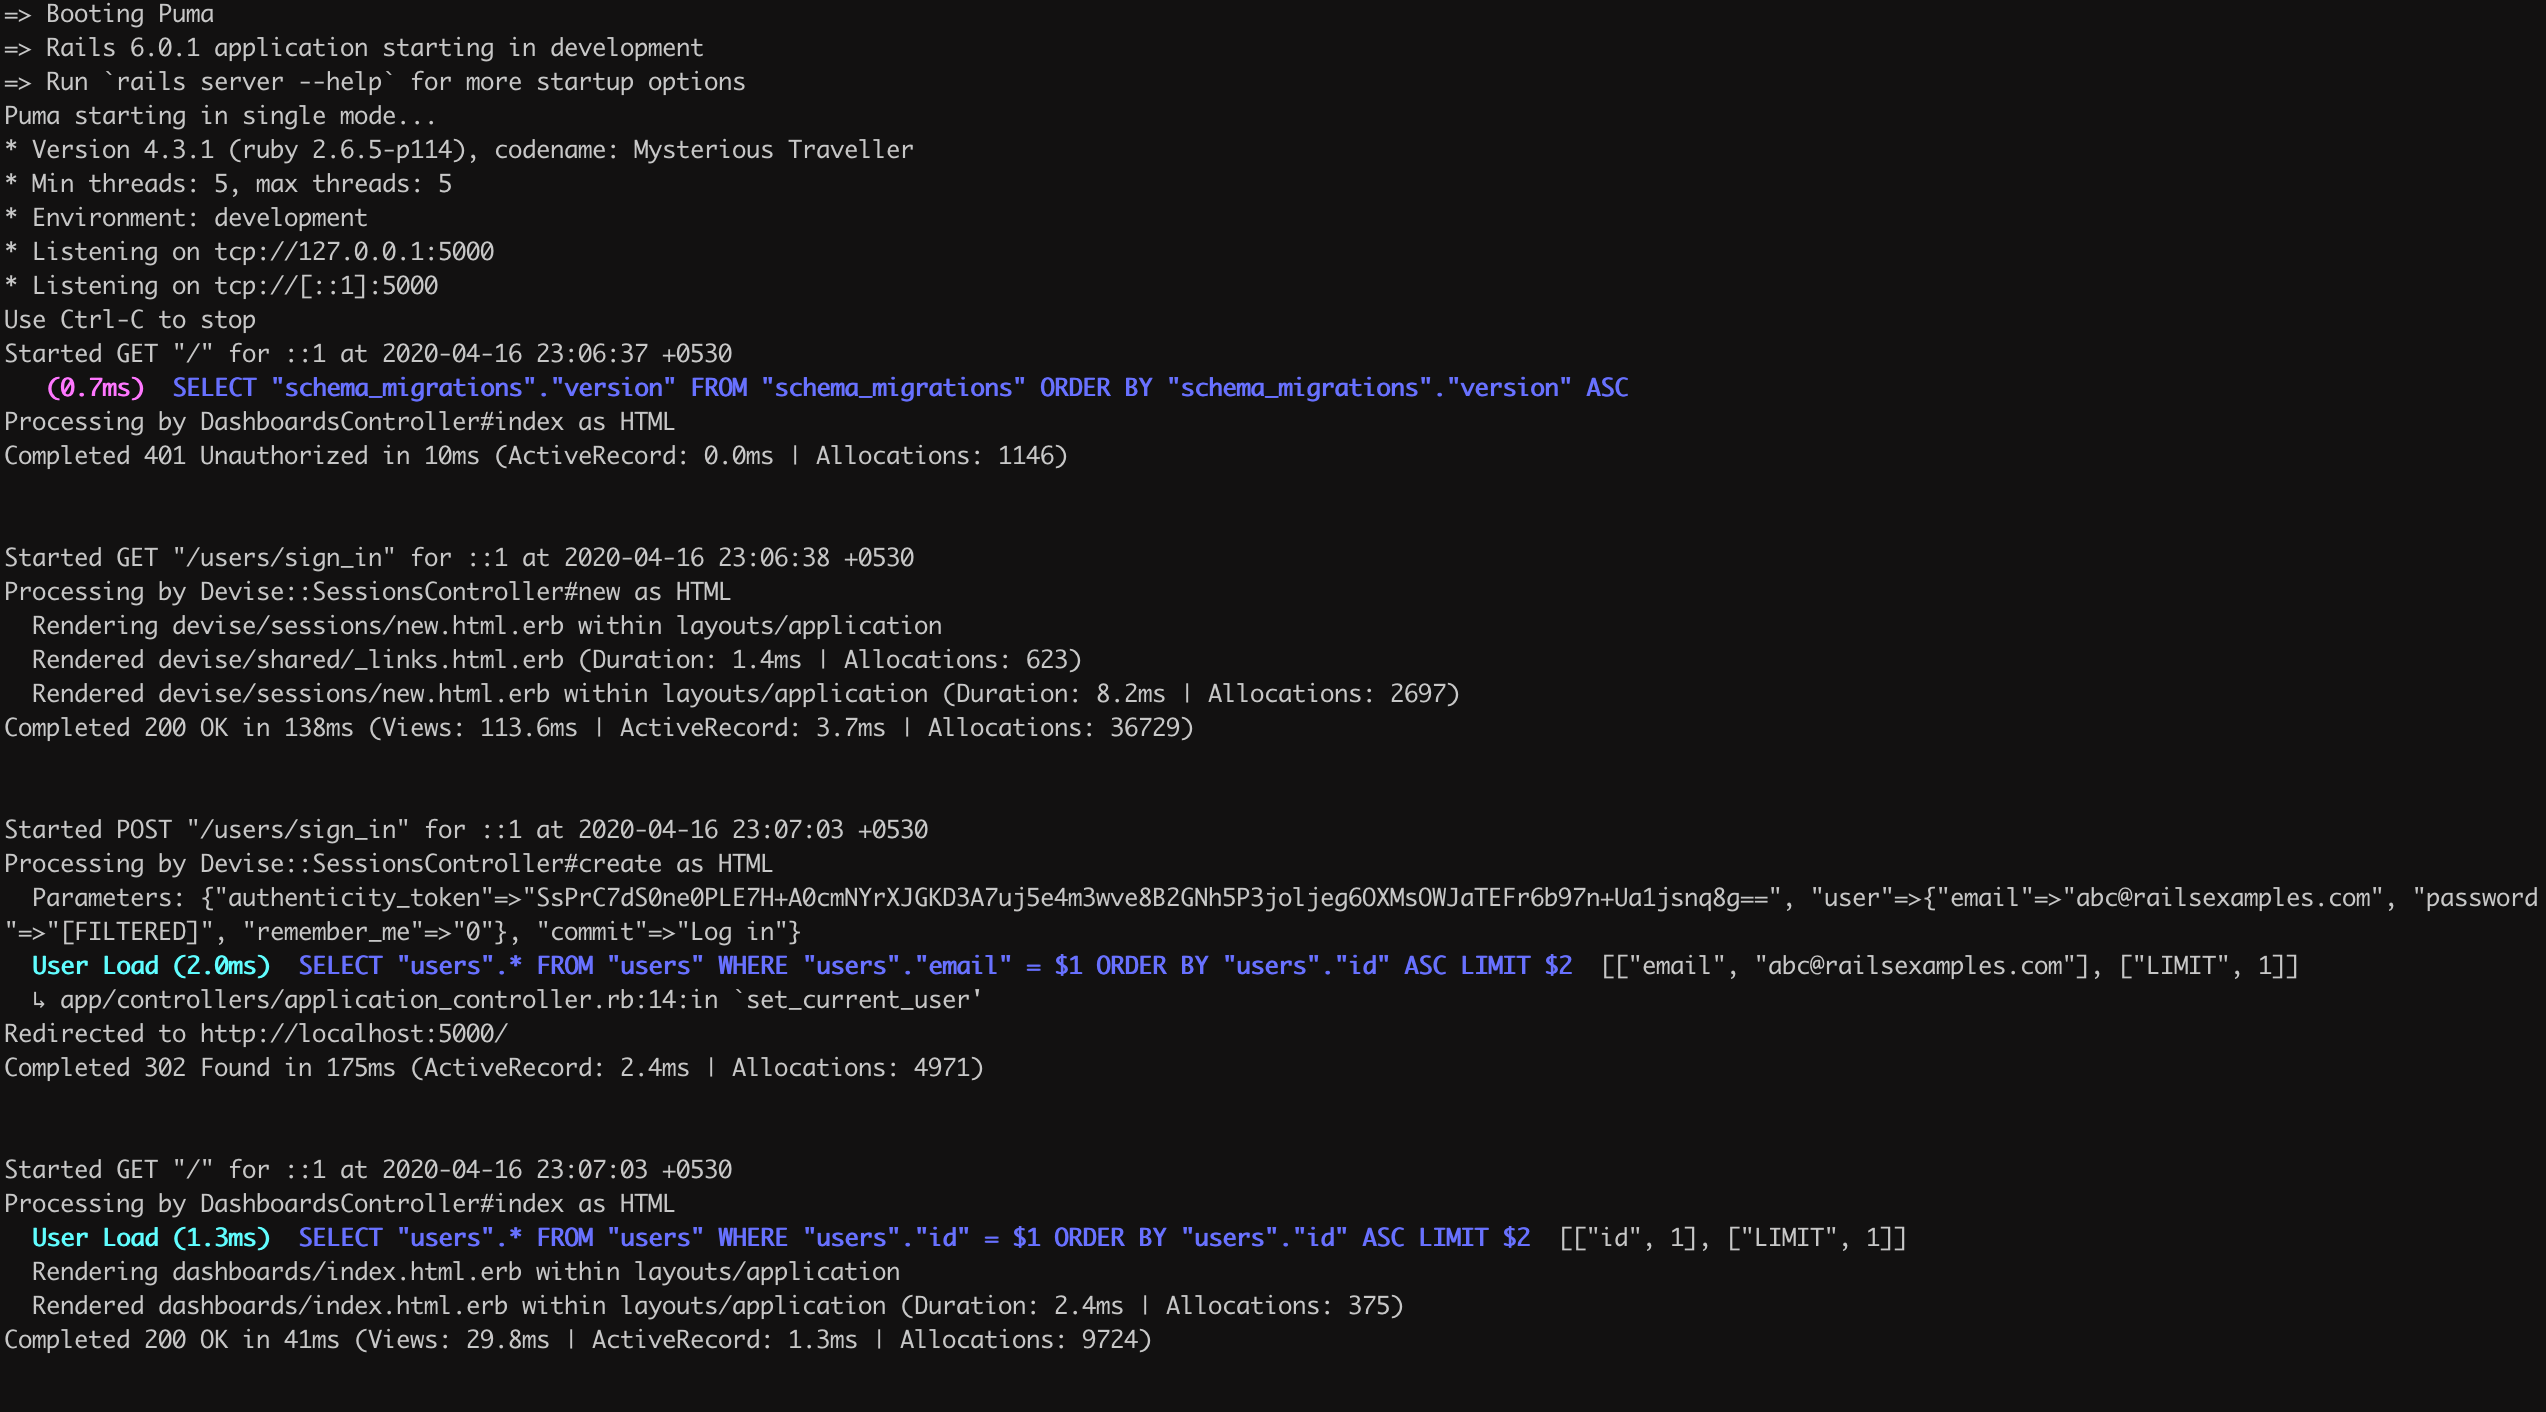 => Booting Puma
=> Rails 6.0.1 application starting in development
=> Run `rails server --help` for more startup options
Puma starting in single mode...
* Version 4.3.1 (ruby 2.6.5-p114), codename: Mysterious Traveller
* Min threads: 5, max threads: 5
* Environment: development
* Listening on tcp://127.0.0.1:5000
* Listening on tcp://[::1]:5000
Use Ctrl-C to stop
Started GET "/" for ::1 at 2020-04-16 23:06:37 +0530
   (0.7ms)  SELECT "schema_migrations"."version" FROM "schema_migrations" ORDER BY "schema_migrations"."version" ASC
Processing by DashboardsController#index as HTML
Completed 401 Unauthorized in 10ms (ActiveRecord: 0.0ms | Allocations: 1146)
Started GET "/users/sign_in" for ::1 at 2020-04-16 23:06:38 +0530
Processing by Devise::SessionsController#new as HTML
  Rendering devise/sessions/new.html.erb within layouts/application
  Rendered devise/shared/_links.html.erb (Duration: 1.4ms | Allocations: 623)
  Rendered devise/sessions/new.html.erb within layouts/application (Duration: 8.2ms | Allocations: 2697)
Completed 200 OK in 138ms (Views: 113.6ms | ActiveRecord: 3.7ms | Allocations: 36729)
Started POST "/users/sign_in" for ::1 at 2020-04-16 23:07:03 +0530
Processing by Devise::SessionsController#create as HTML
  Parameters: {"authenticity_token"=>"SsPrC7dS0ne0PLE7H+A0cmNYrXJGKD3A7uj5e4m3wve8B2GNh5P3joljeg6OXMsOWJaTEFr6b97n+Ua1jsnq8g==", "user"=>{"email"=>"abc@railsexamples.com", "password
"=>"[FILTERED]", "remember_me"=>"0"}, "commit"=>"Log in"}
  User Load (2.0ms)  SELECT "users".* FROM "users" WHERE "users"."email" = $1 ORDER BY "users"."id" ASC LIMIT $2  [["email", "abc@railsexamples.com"], ["LIMIT", 1]]
  ↳ app/controllers/application_controller.rb:14:in `set_current_user'
Redirected to http://localhost:5000/
Completed 302 Found in 175ms (ActiveRecord: 2.4ms | Allocations: 4971)
Started GET "/" for ::1 at 2020-04-16 23:07:03 +0530
Processing by DashboardsController#index as HTML
  User Load (1.3ms)  SELECT "users".* FROM "users" WHERE "users"."id" = $1 ORDER BY "users"."id" ASC LIMIT $2  [["id", 1], ["LIMIT", 1]]
  Rendering dashboards/index.html.erb within layouts/application
  Rendered dashboards/index.html.erb within layouts/application (Duration: 2.4ms | Allocations: 375)
Completed 200 OK in 41ms (Views: 29.8ms | ActiveRecord: 1.3ms | Allocations: 9724)